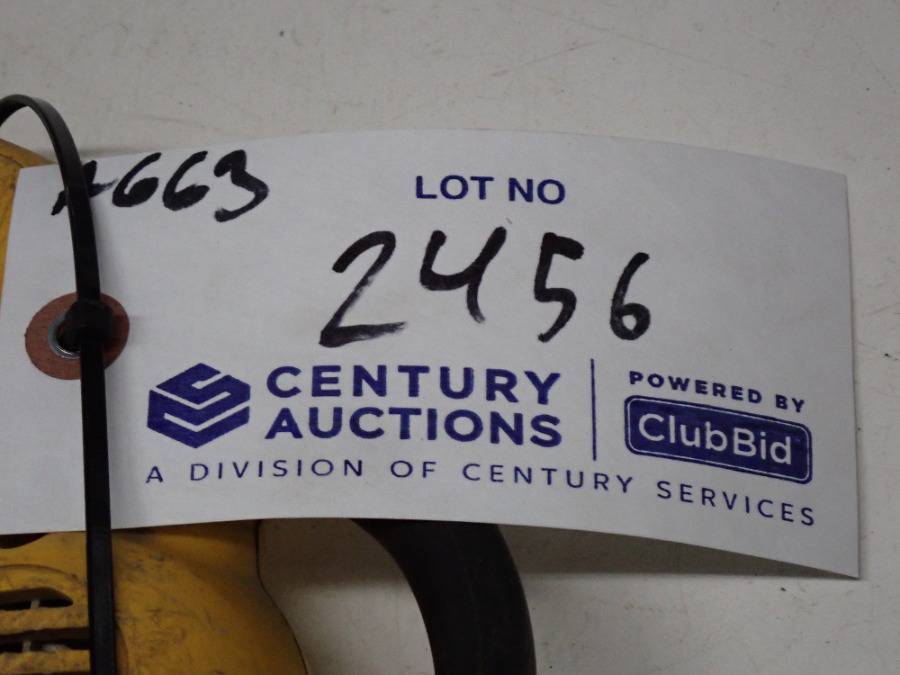 LOT NO
2456
CENTURY
AUCTIONS
POWERED BY
ClubBid
A DIVISION OF CENTURY SERVICES